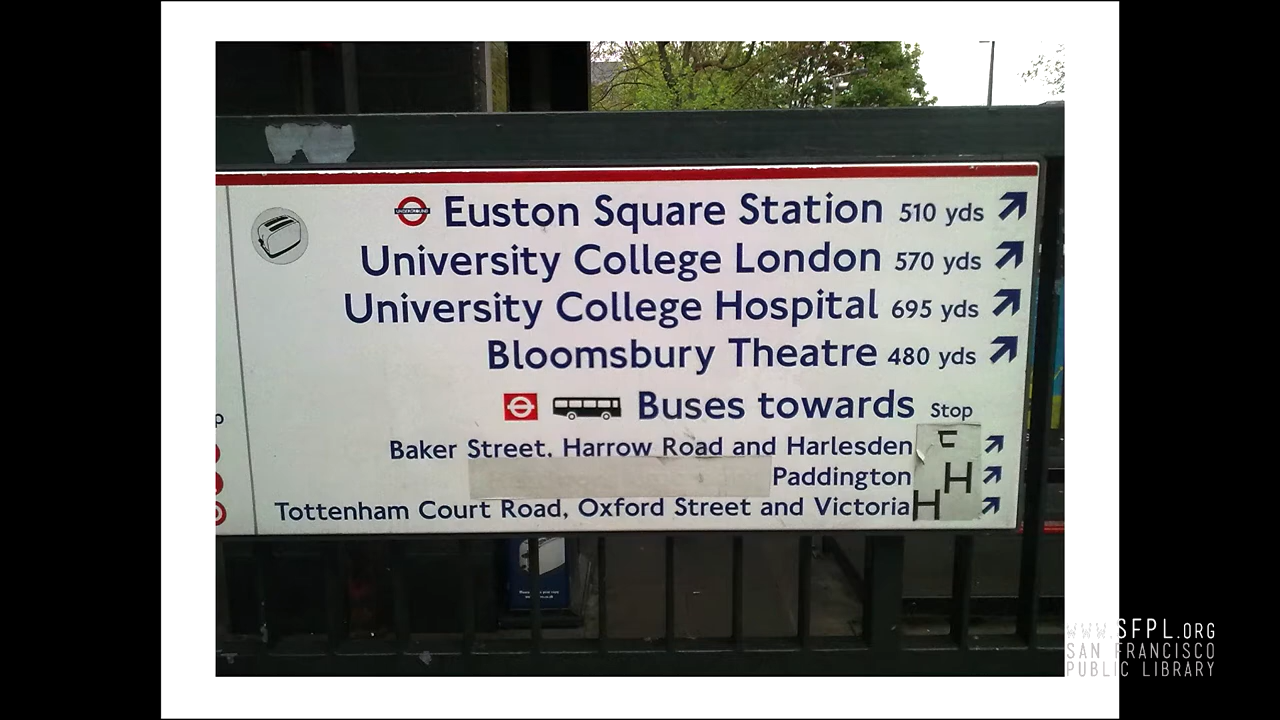 UNDERGROUND Euston Square Station 510 yds
University College London 570 yds
University College Hospital 695 yds
Bloomsbury Theatre 480 yds
Buses towards Stop
Baker Street, Harrow Road and Harlesden
Paddington H
Tottenham Court Road, Oxford Street and Victoria H
p
www.SFPL.ORG
SAN FRANCISCO
PUBLIC LIBRARY